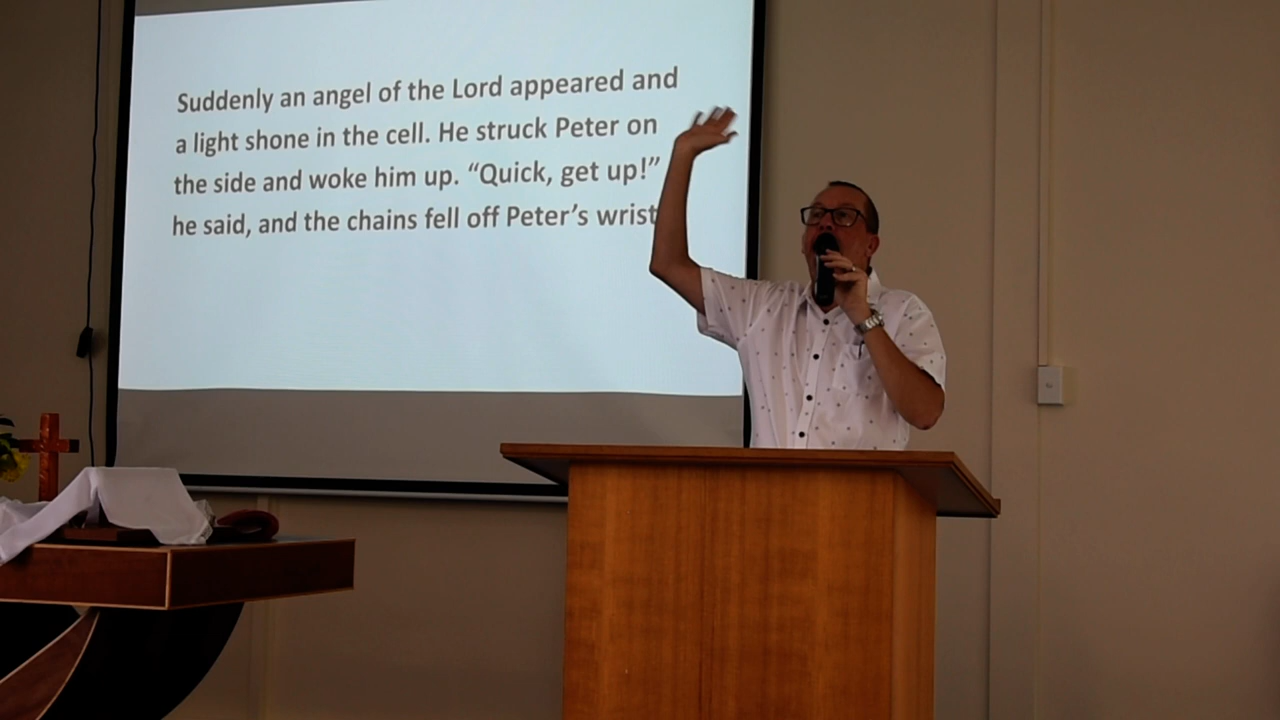 Suddenly an angel of the Lord appeared and
a light shone in the cell. He struck Peter on
the side and woke him up. “Quick, get up!”
he said, and the chains fell off Peter’s wrist